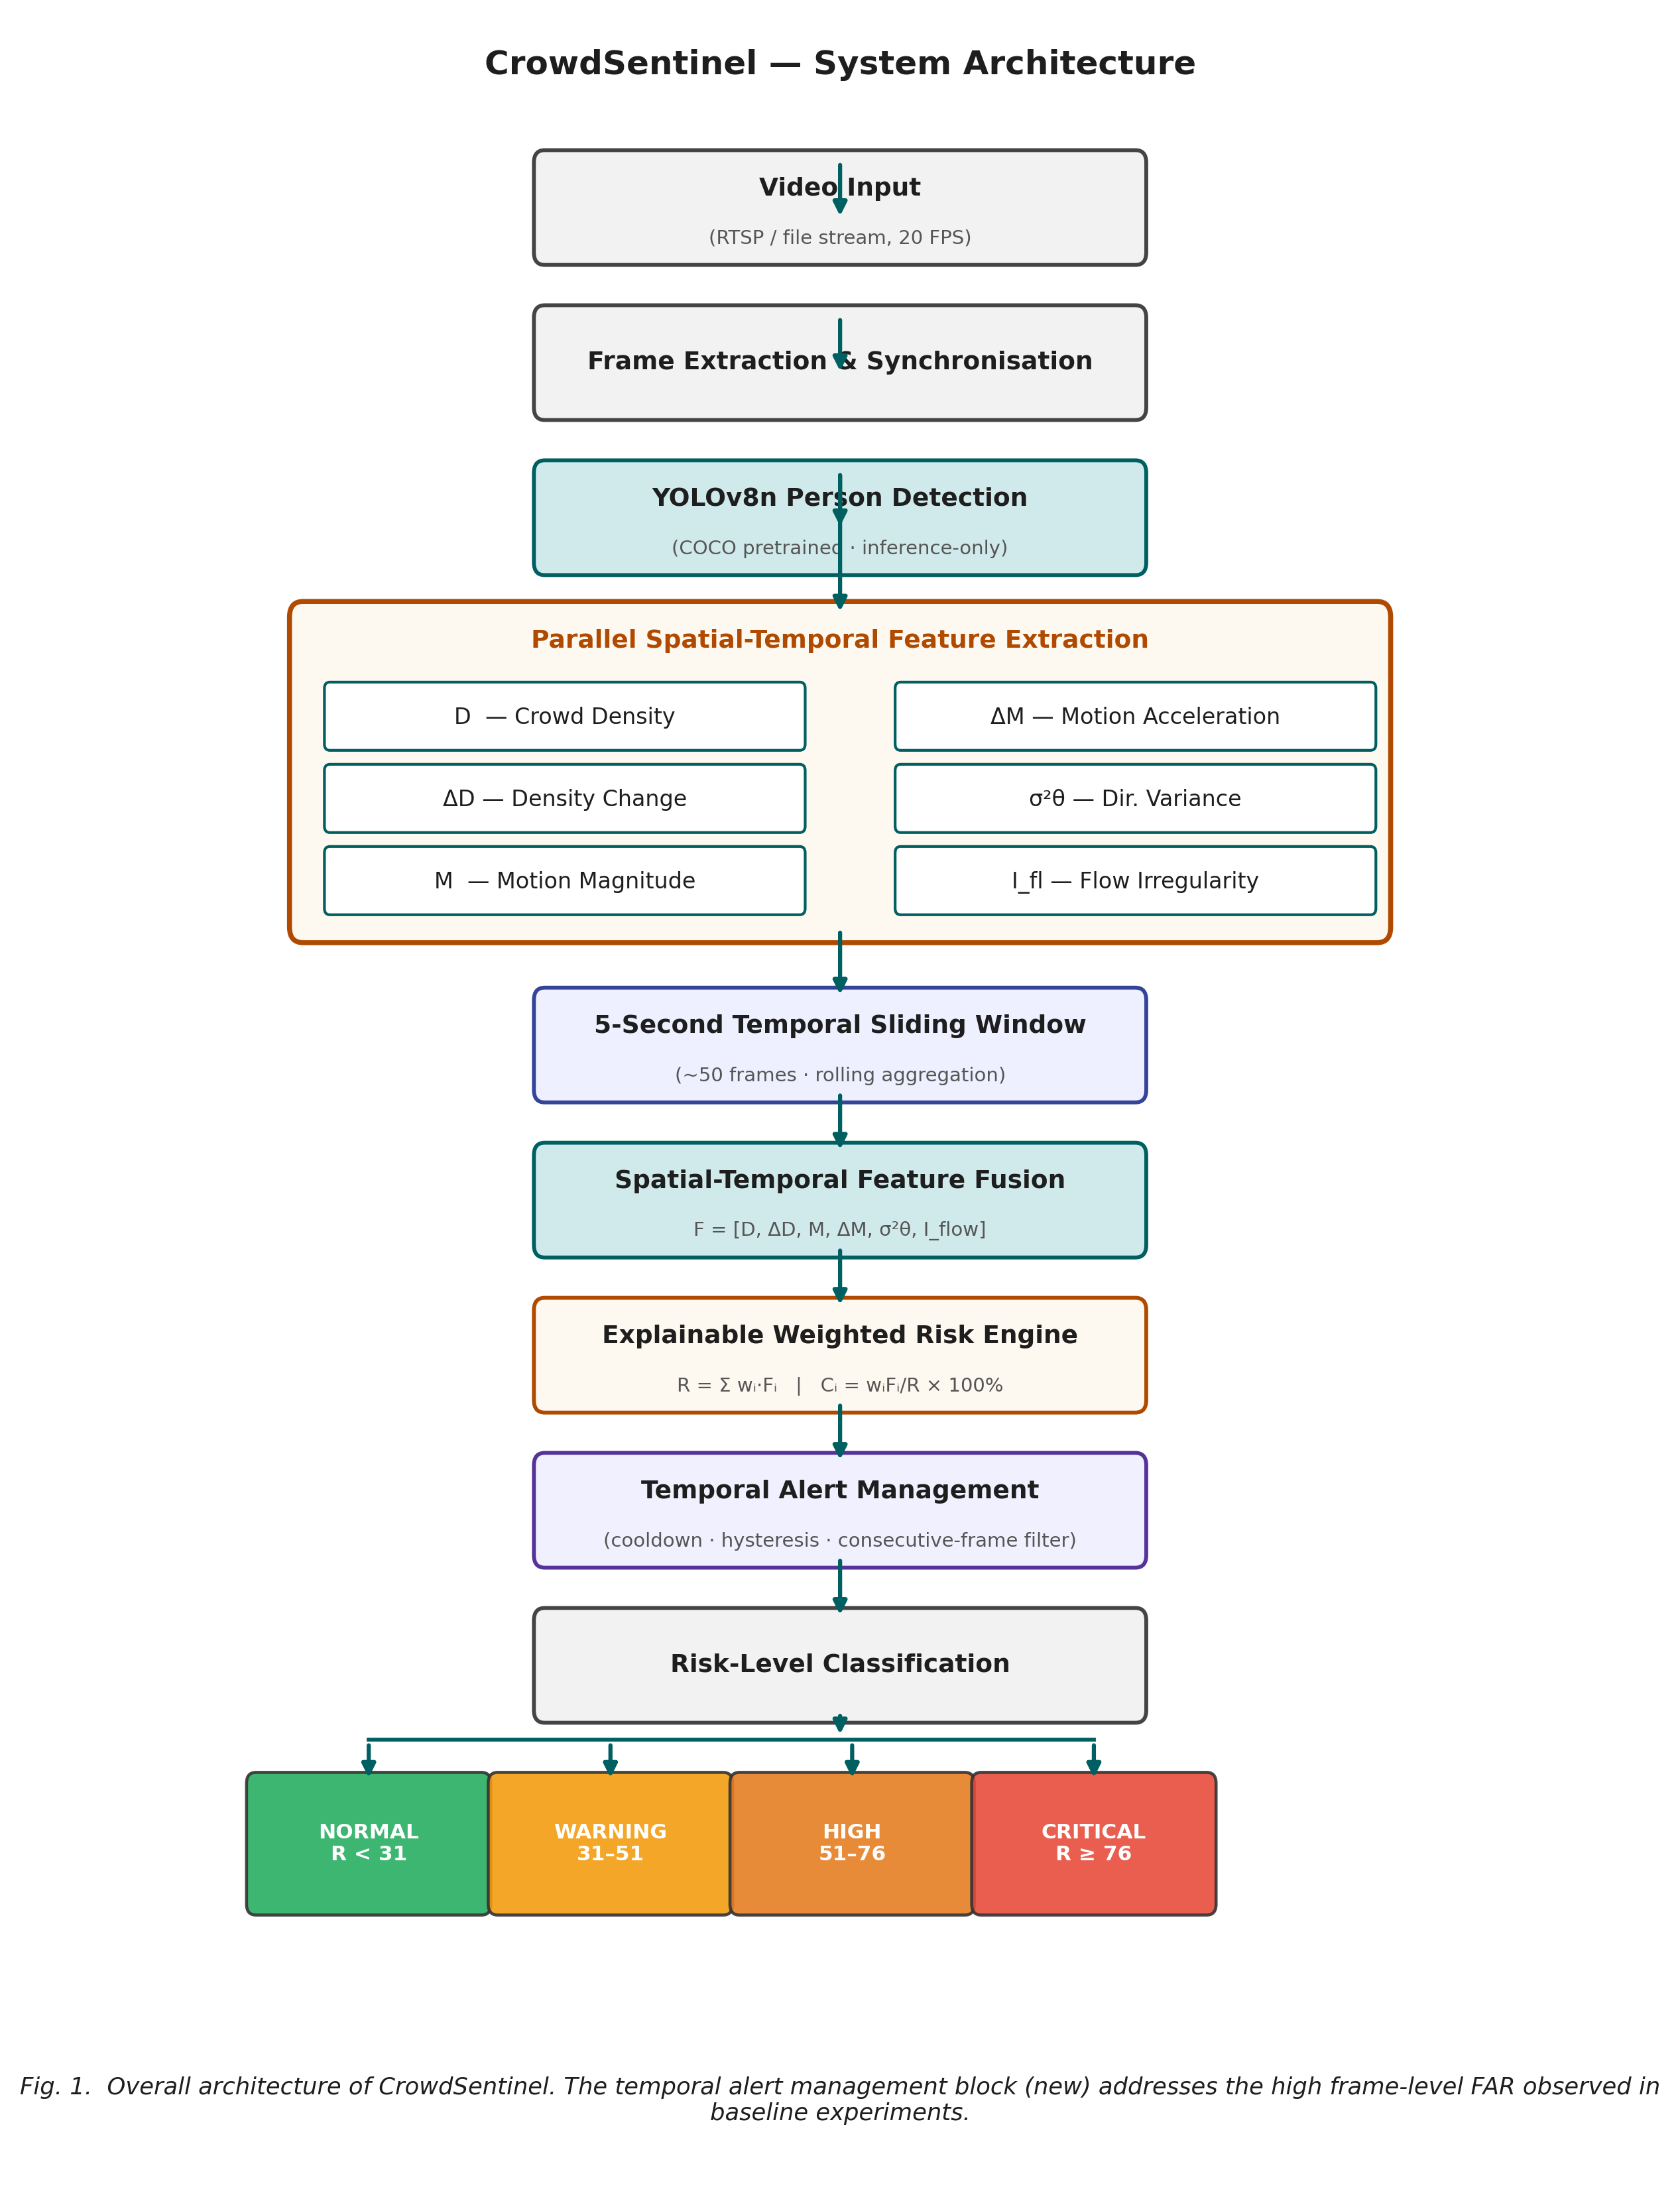 CrowdSentinel — System Architecture
Video Input
(RTSP / file stream, 20 FPS)
Frame Extraction & Synchronisation
YOLOv8n Person Detection
(COCO pretrained · inference-only)
Parallel Spatial-Temporal Feature Extraction
D — Crowd Density
ΔM — Motion Acceleration
ΔD — Density Change
σ²θ — Dir. Variance
M — Motion Magnitude
I_fl — Flow Irregularity
5-Second Temporal Sliding Window
(~50 frames · rolling aggregation)
Spatial-Temporal Feature Fusion
F = [D, ΔD, M, ΔM, σ²θ, I_flow]
Explainable Weighted Risk Engine
R = Σ wᵢ·Fᵢ | Cᵢ = wᵢFᵢ/R × 100%
Temporal Alert Management
(cooldown · hysteresis · consecutive-frame filter)
Risk-Level Classification
NORMAL
R < 31
WARNING
31–51
HIGH
51–76
CRITICAL
R ≥ 76
Fig. 1. Overall architecture of CrowdSentinel. The temporal alert management block (new) addresses the high frame-level FAR observed in
baseline experiments.